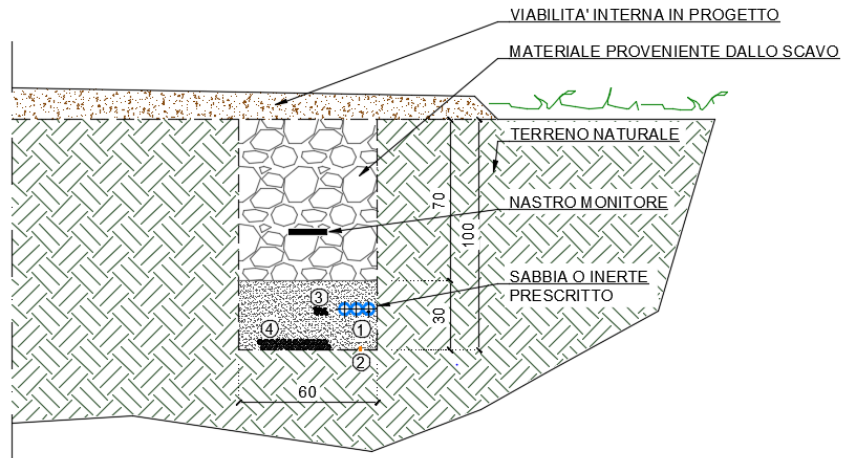 VIABILITA' INTERNA IN PROGETTO
MATERIALE PROVENIENTE DALLO SCAVO
TERRENO NATURALE
70
100
NASTRO MONITORE
SABBIA O INERTE
PRESCRITTO
30
3
4
1
2
60